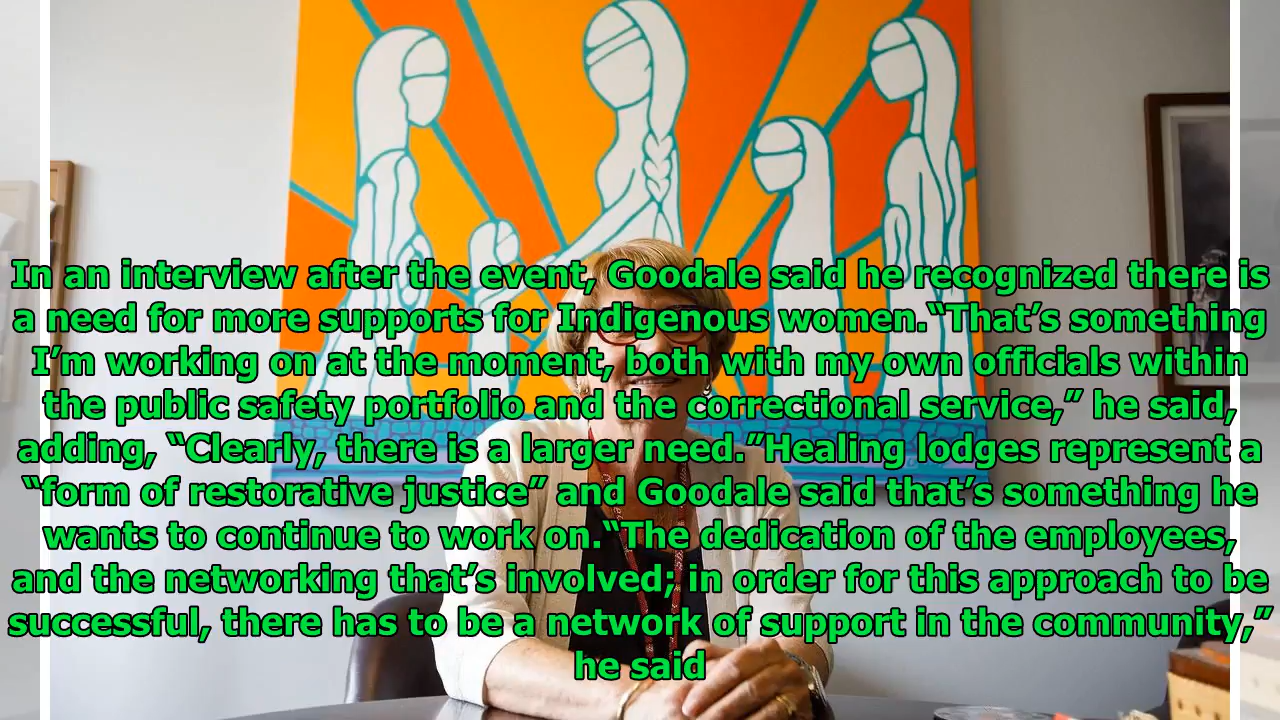 In an interview after the event, Goodale said he recognized there is
a need for more supports for Indigenous women.“That’s something
I’m working on at the moment, both with my own officials within
the public safety portfolio and the correctional service,” he said,
adding, “Clearly, there is a larger need.”Healing lodges represent a
“form of restorative justice” and Goodale said that’s something he
wants to continue to work on.“The dedication of the employees,
and the networking that’s involved; in order for this approach to be
successful, there has to be a network of support in the community,”
he said